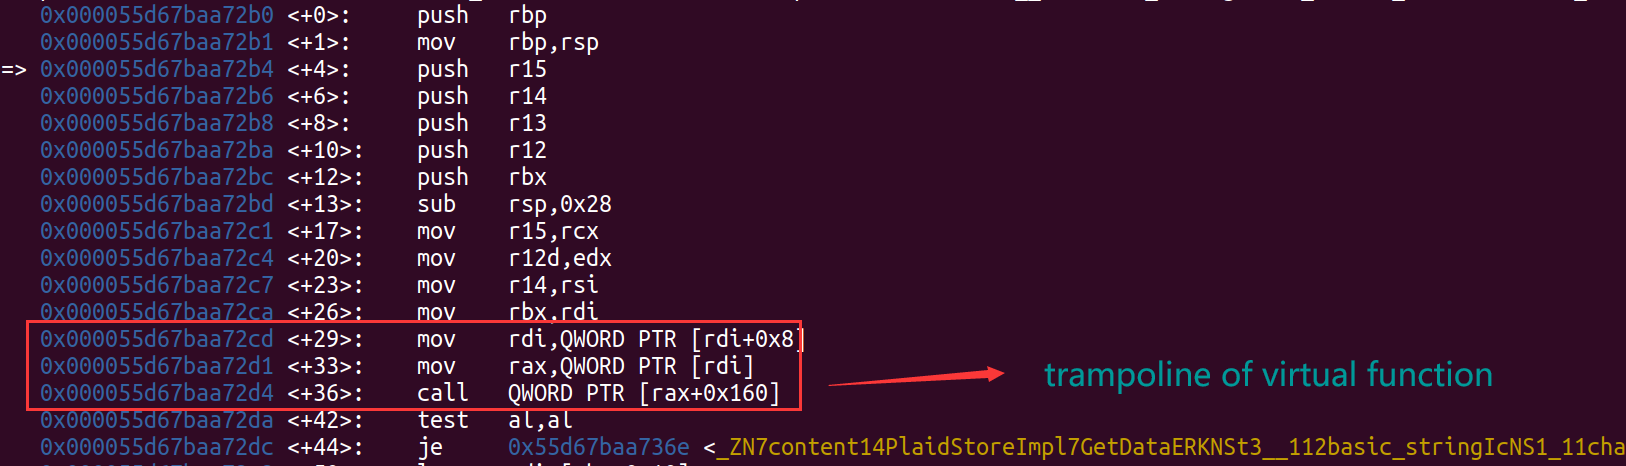 0x000055d67baa72b0 <+0>: push rbp
0x000055d67baa72b1 <+1>: mov rbp,rsp
=> 0x000055d67baa72b4 <+4>: push r15
0x000055d67baa72b6 <+6>: push r14
0x000055d67baa72b8 <+8>: push r13
0x000055d67baa72ba <+10>: push r12
0x000055d67baa72bc <+12>: push rbx
0x000055d67baa72bd <+13>: sub rsp,0x28
0x000055d67baa72c1 <+17>: mov r15,rcx
0x000055d67baa72c4 <+20>: mov r12d,edx
0x000055d67baa72c7 <+23>: mov r14,rsi
0x000055d67baa72ca <+26>: mov rbx,rdi
0x000055d67baa72cd <+29>: mov rdi,QWORD PTR [rdi+0x8]
0x000055d67baa72d1 <+33>: mov rax,QWORD PTR [rdi]
trampoline of virtual function
0x000055d67baa72d4 <+36>: call QWORD PTR [rax+0x160]
0x000055d67baa72da <+42>: test al,al
0x000055d67baa72dc <+44>: je 0x55d67baa736e <_ZN7content14PlaidStoreImpl7GetDataERKNSt3__112basic_stringIcNS1_11cha